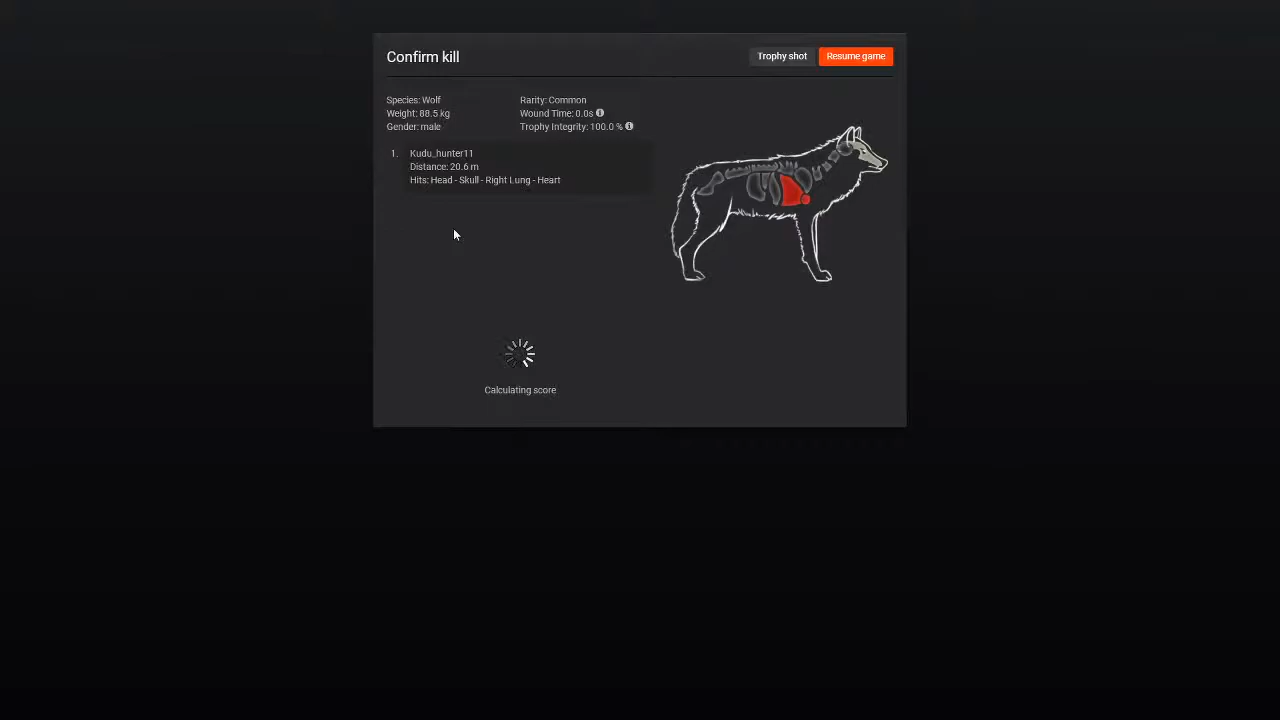 Confirm kill
Trophy shot
Resume game
Species: Wolf
Rarity: Common
Weight: 88.5 kg
Wound Time: 0.0s
Gender: male
Trophy Integrity: 100.0 %
1. Kudu_hunter11
Distance: 20.6 m
Hits: Head - Skull - Right Lung - Heart
Calculating score